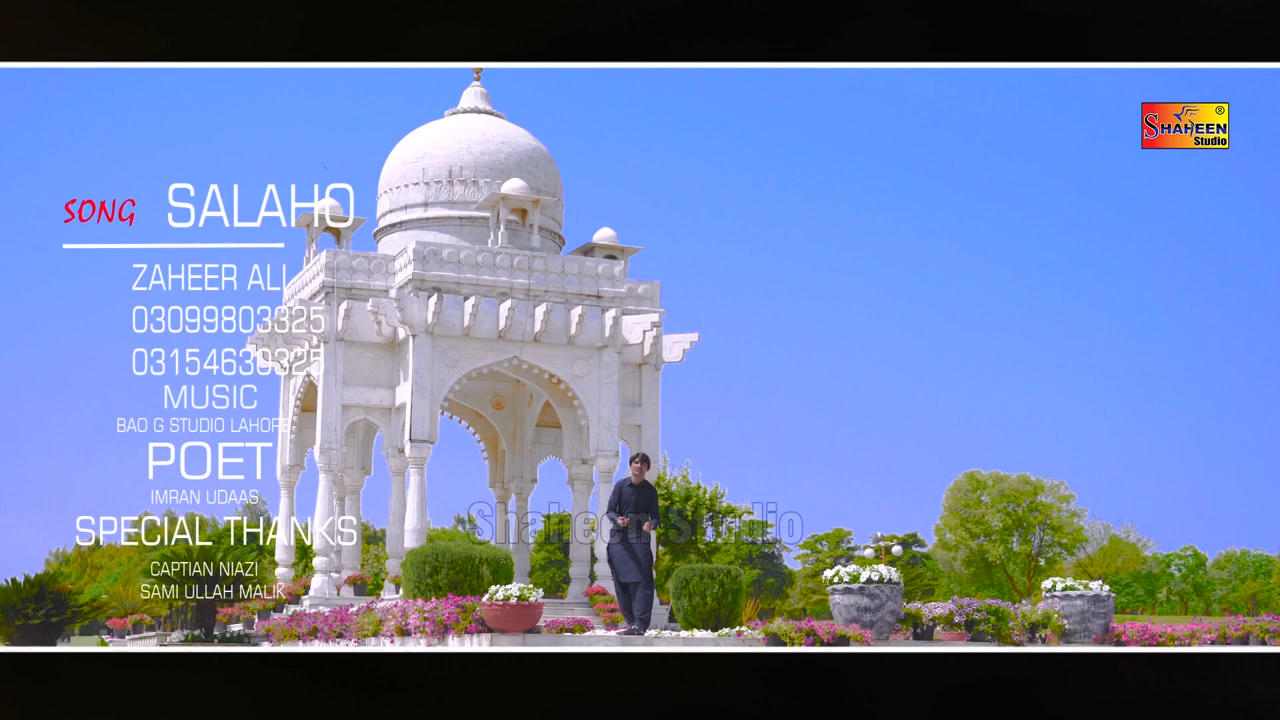 SONG SALAHO
ZAHEER ALI
03099803325
03154630325
MUSIC
BAO G STUDIO LAHORE
POET
IMRAN UDAAS
SPECIAL THANKS
CAPTIAN NIAZI
SAMI ULLAH MALIK
SHAHEEN ®
Studio
Shaheen Studio